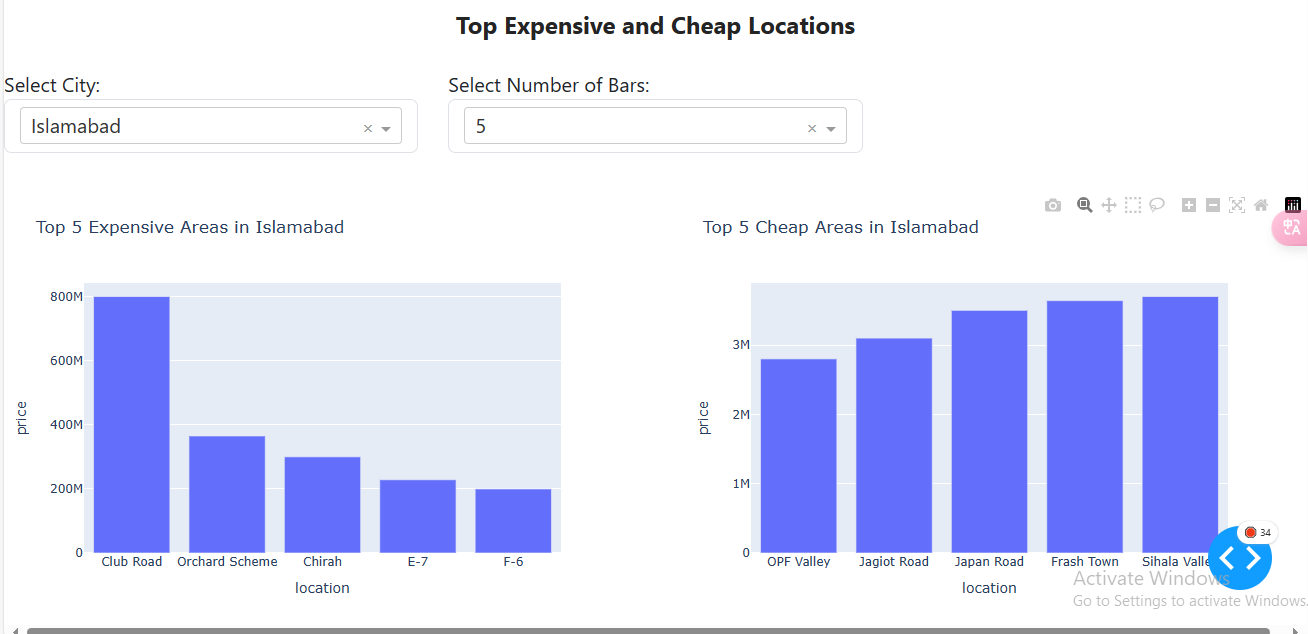 Top Expensive and Cheap Locations
Select City:
Select Number of Bars:
Islamabad
5
Top 5 Expensive Areas in Islamabad
Top 5 Cheap Areas in Islamabad
中A
800M
600M
400M
200M
0
price
Club Road
Orchard Scheme
Chirah
E-7
F-6
location
3M
2M
1M
0
price
OPF Valley
Jagiot Road
Japan Road
Frash Town
Sihala Valle
location
34
Activate Windows
Go to Settings to activate Windows.